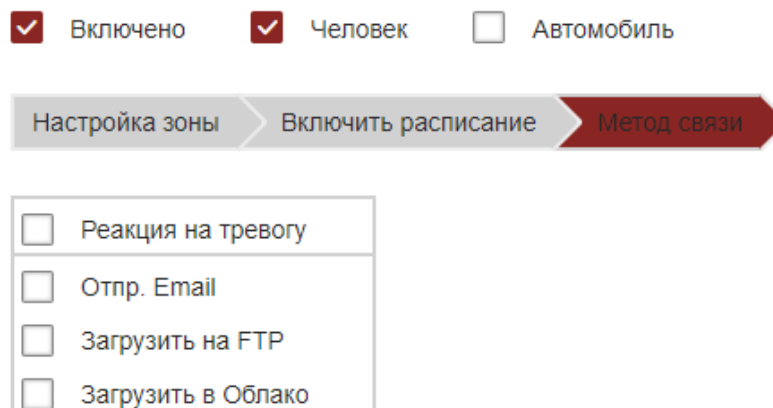 Включено Человек Автомобиль
Настройка зоны Включить расписание Метод связи
Реакция на тревогу
Отпр. Email
Загрузить на FTP
Загрузить в Облако